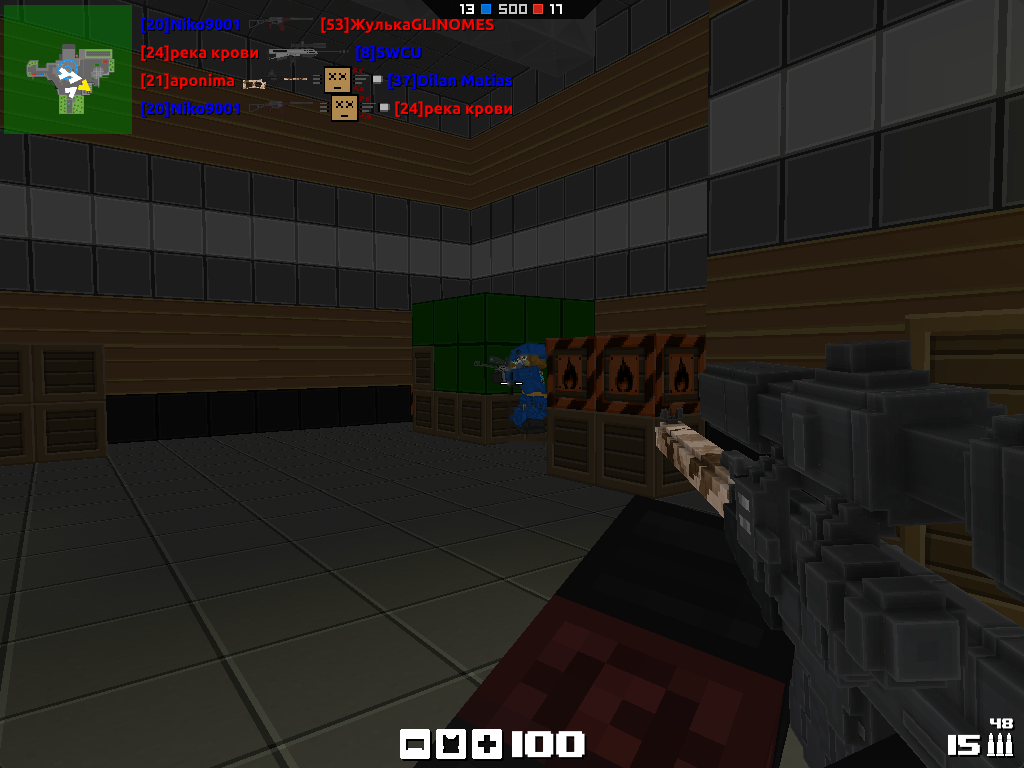 13 500 17
[20]Niko9001 [53]ЖулькаGLINOMES
[24]река крови [8]SWCU
[21]aponima [37]Dilan Matias
[20]Niko9001 [24]река крови
100
48
15